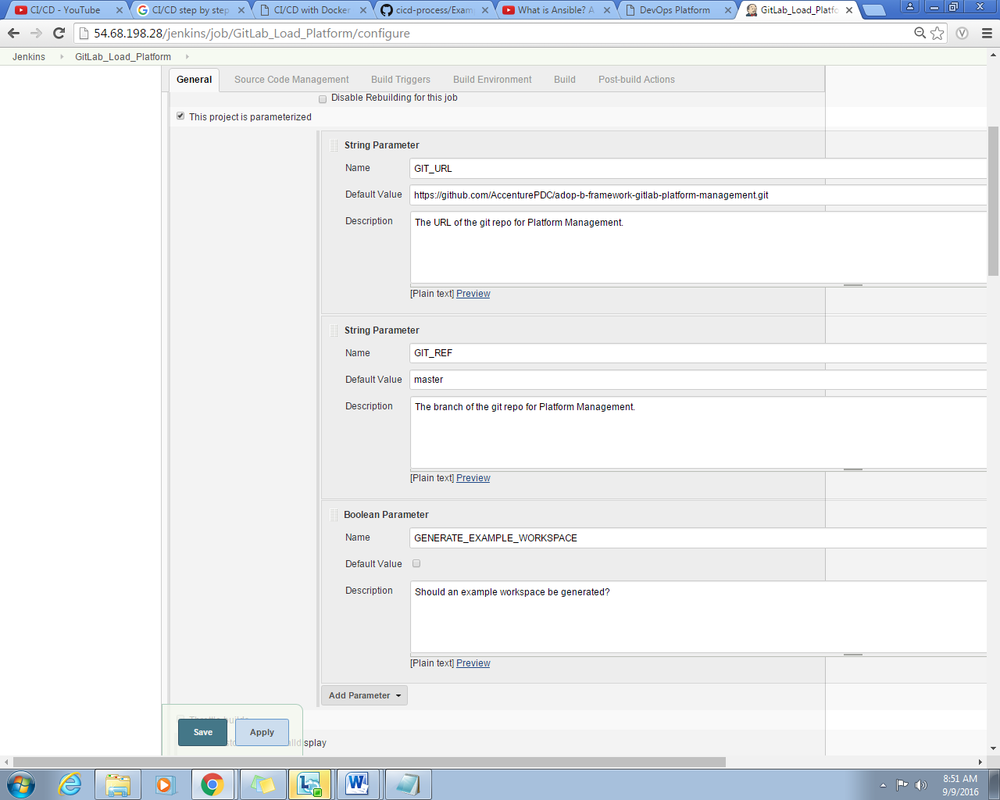 CI/CD - YouTube
CI/CD step by step
CI/CD with Docker
cicd-process/Exam
What is Ansible? A
DevOps Platform
GitLab_Load_Platfo
54.68.198.28/jenkins/job/GitLab_Load_Platform/configure
Jenkins
GitLab_Load_Platform
General
Source Code Management
Build Triggers
Build Environment
Build
Post-build Actions
Disable Rebuilding for this job
This project is parameterized
String Parameter
Name
GIT_URL
Default Value
https://github.com/AccenturePDC/adop-b-framework-gitlab-platform-management.git
Description
The URL of the git repo for Platform Management.
[Plain text] Preview
String Parameter
Name
GIT_REF
Default Value
master
Description
The branch of the git repo for Platform Management.
[Plain text] Preview
Boolean Parameter
Name
GENERATE_EXAMPLE_WORKSPACE
Default Value
Description
Should an example workspace be generated?
[Plain text] Preview
Add Parameter
Throttle builds
Save
Apply
8:51 AM
9/9/2016